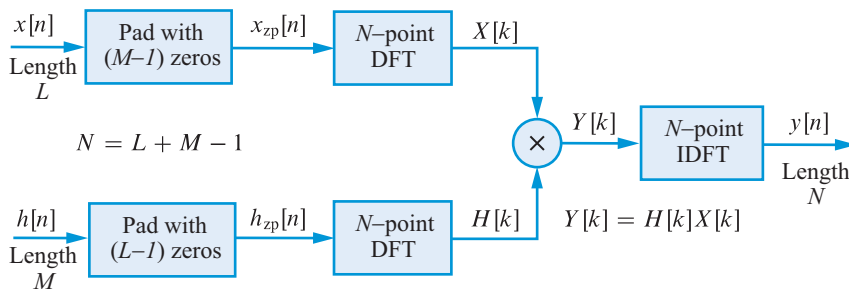 x[n]
Length
L
Pad with
(M–1) zeros
x_zp[n]
N–point
DFT
X[k]
N = L + M − 1
×
Y[k]
N–point
IDFT
y[n]
Length
N
h[n]
Length
M
Pad with
(L–1) zeros
h_zp[n]
N–point
DFT
H[k]
Y[k] = H[k]X[k]